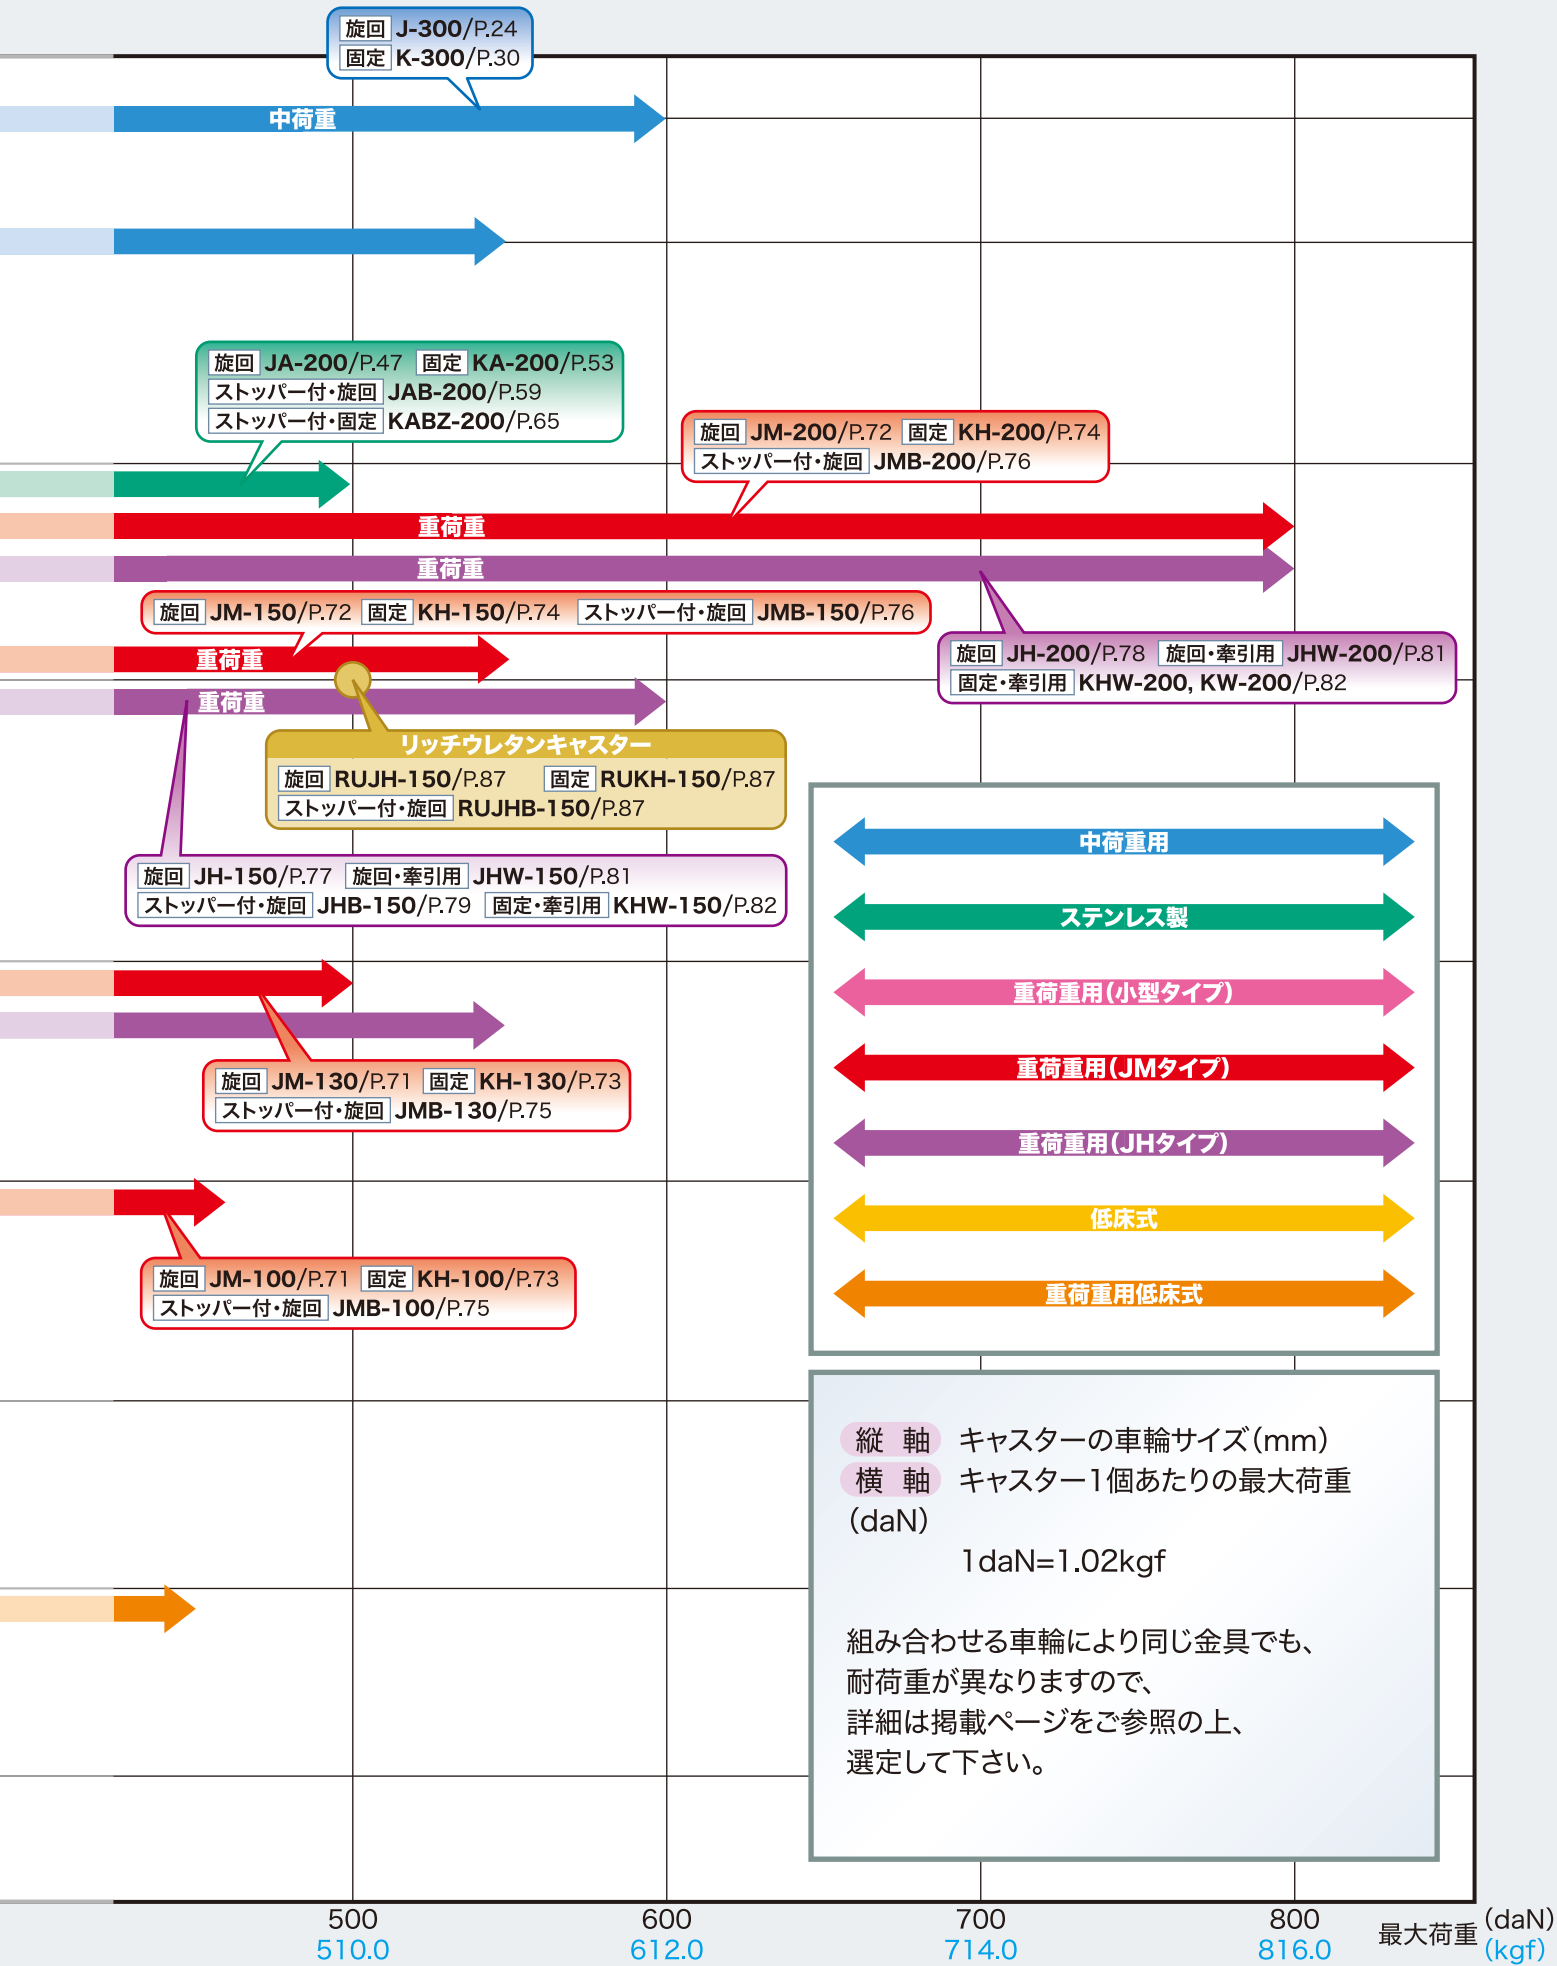 旋回 J-300/P.24
固定 K-300/P.30
中荷重
旋回 JA-200/P.47 固定 KA-200/P.53
ストッパー付・旋回 JAB-200/P.59
ストッパー付・固定 KABZ-200/P.65
旋回 JM-200/P.72 固定 KH-200/P.74
ストッパー付・旋回 JMB-200/P.76
重荷重
重荷重
旋回 JM-150/P.72 固定 KH-150/P.74 ストッパー付・旋回 JMB-150/P.76
重荷重
旋回 JH-200/P.78 旋回・牽引用 JHW-200/P.81
固定・牽引用 KHW-200, KW-200/P.82
重荷重
リッチウレタンキャスター
旋回 RUJH-150/P.87 固定 RUKH-150/P.87
ストッパー付・旋回 RUJHB-150/P.87
旋回 JH-150/P.77 旋回・牽引用 JHW-150/P.81
ストッパー付・旋回 JHB-150/P.79 固定・牽引用 KHW-150/P.82
旋回 JM-130/P.71 固定 KH-130/P.73
ストッパー付・旋回 JMB-130/P.75
旋回 JM-100/P.71 固定 KH-100/P.73
ストッパー付・旋回 JMB-100/P.75
中荷重用
ステンレス製
重荷重用(小型タイプ)
重荷重用(JMタイプ)
重荷重用(JHタイプ)
低床式
重荷重用低床式
縦 軸 キャスターの車輪サイズ(mm)
横 軸 キャスター1個あたりの最大荷重
(daN)
1daN=1.02kgf
組み合わせる車輪により同じ金具でも、
耐荷重が異なりますので、
詳細は掲載ページをご参照の上、
選定して下さい。
500 600 700 800 最大荷重 (daN)
510.0 612.0 714.0 816.0 (kgf)